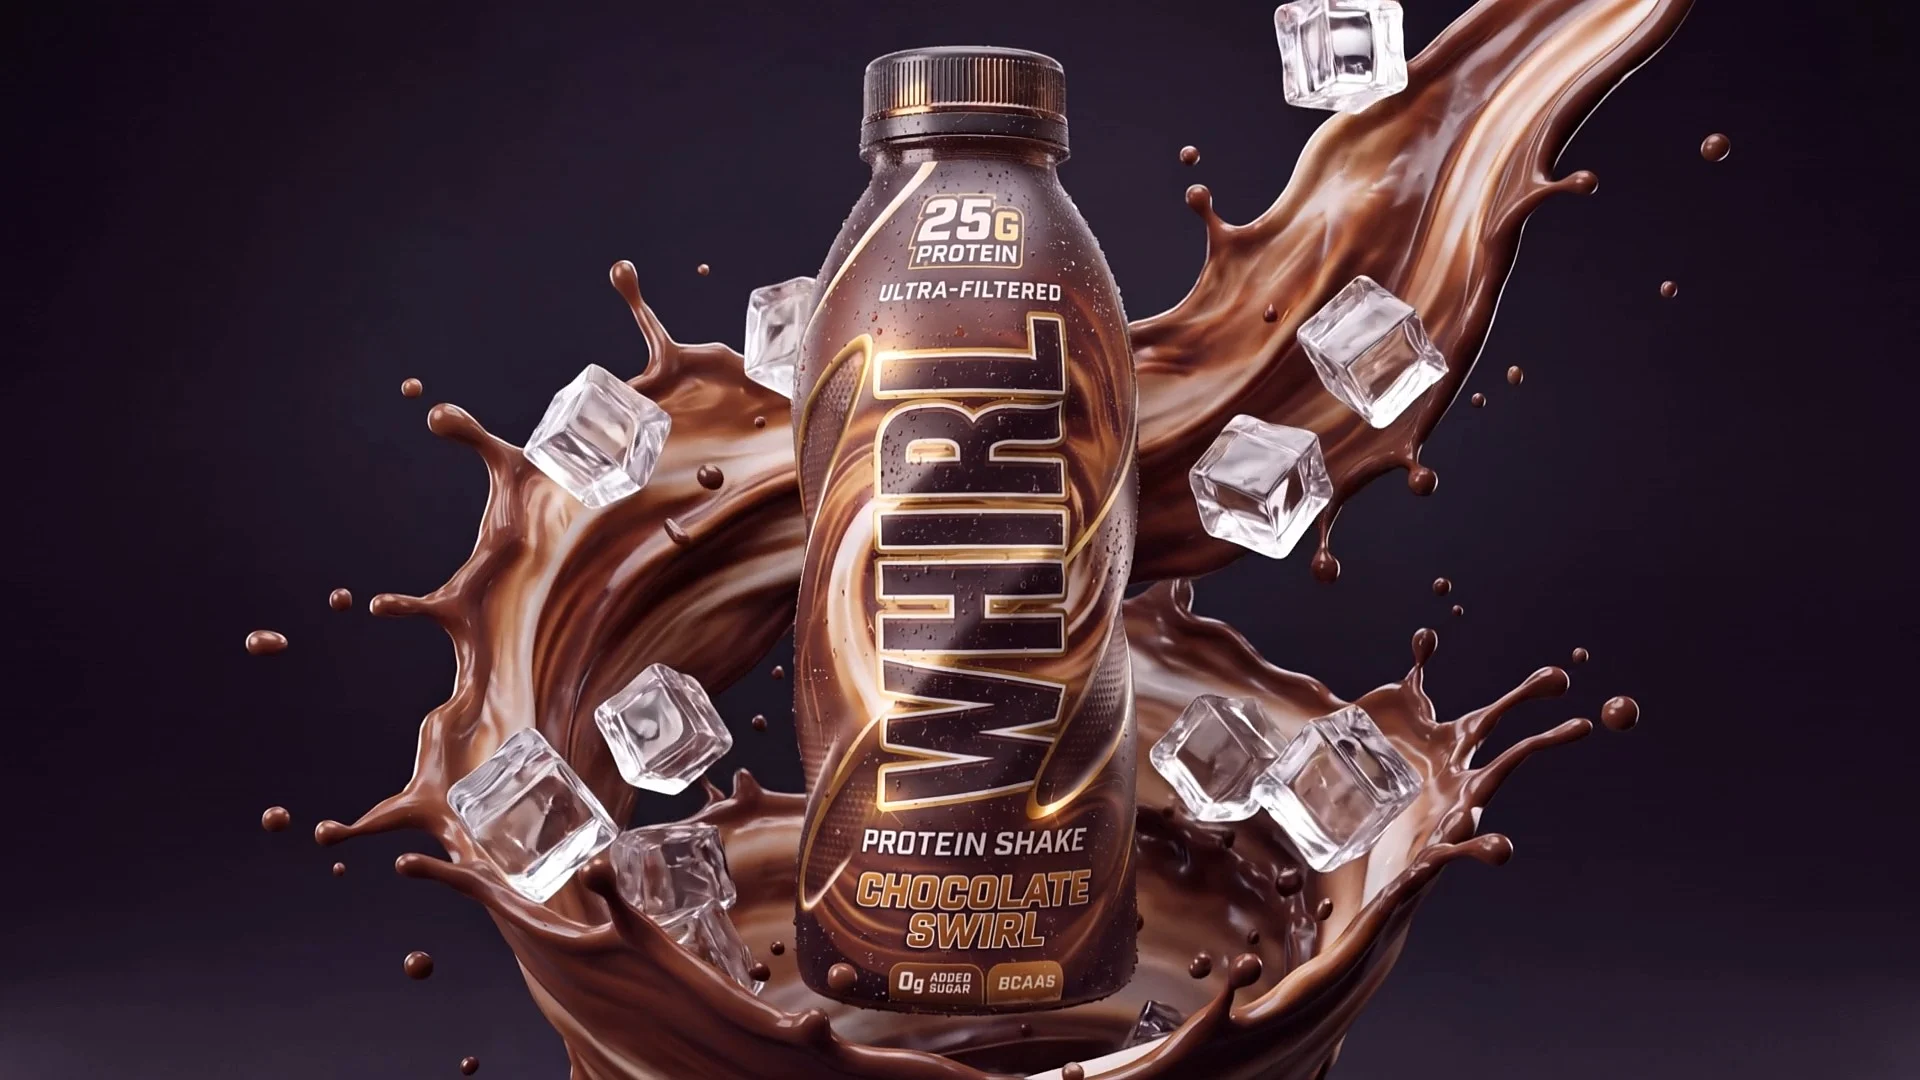 25G
PROTEIN
ULTRA-FILTERED
WHIRL
PROTEIN SHAKE
CHOCOLATE
SWIRL
0g ADDED
SUGAR
BCAAS